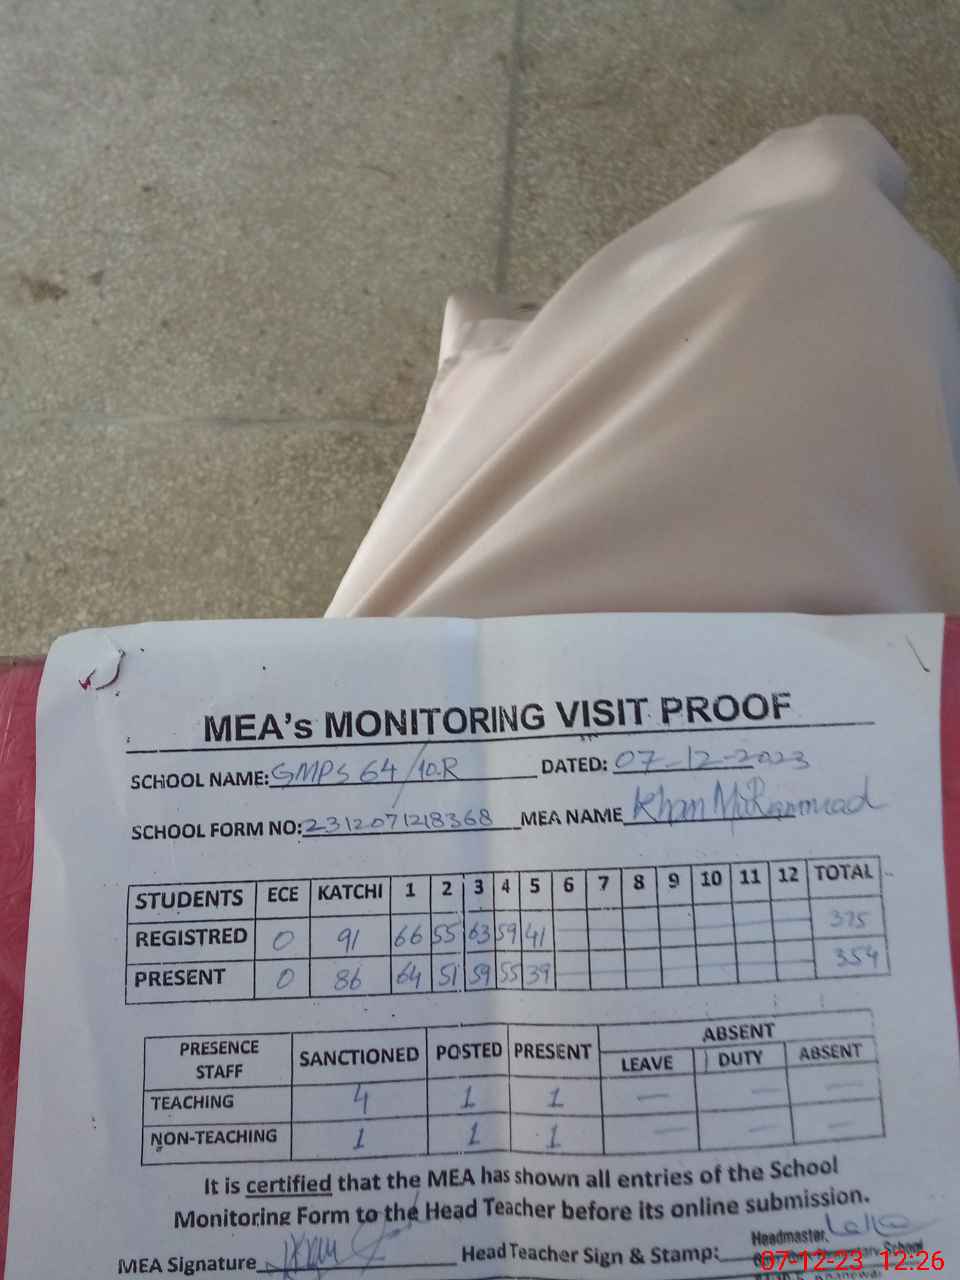 MEA's MONITORING VISIT PROOF
SCHOOL NAME: GMPS 64/10.R DATED: 07-12-2023
SCHOOL FORM NO: 2312071218368 MEA NAME Khan Muhammad
STUDENTS ECE KATCHI 1 2 3 4 5 6 7 8 9 10 11 12 TOTAL
REGISTRED 0 91 66 55 63 59 41 375
PRESENT 0 86 64 51 59 55 39 354
PRESENCE STAFF SANCTIONED POSTED PRESENT ABSENT
LEAVE DUTY ABSENT
TEACHING 4 1 1 — — —
NON-TEACHING 1 1 1 — — —
It is certified that the MEA has shown all entries of the School
Monitoring Form to the Head Teacher before its online submission.
MEA Signature Head Teacher Sign & Stamp: Headmaster,
School
07-12-23 12:26